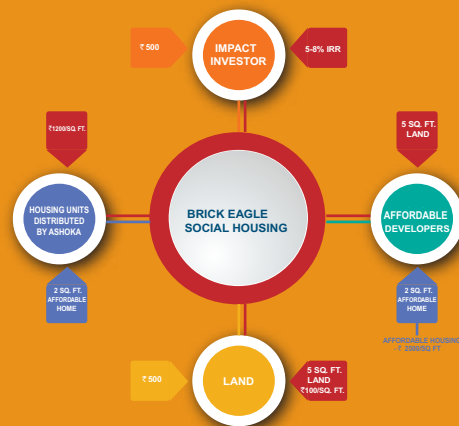 ₹ 500
IMPACT
INVESTOR
5-8% IRR
₹1200/SQ. FT.
5 SQ. FT.
LAND
HOUSING UNITS
DISTRIBUTED
BY ASHOKA
BRICK EAGLE
SOCIAL HOUSING
AFFORDABLE
DEVELOPERS
2 SQ. FT.
AFFORDABLE
HOME
2 SQ. FT.
AFFORDABLE
HOME
AFFORDABLE HOUSING
- ₹ 2500/SQ FT
₹ 500
LAND
5 SQ. FT.
LAND
₹100/SQ. FT.